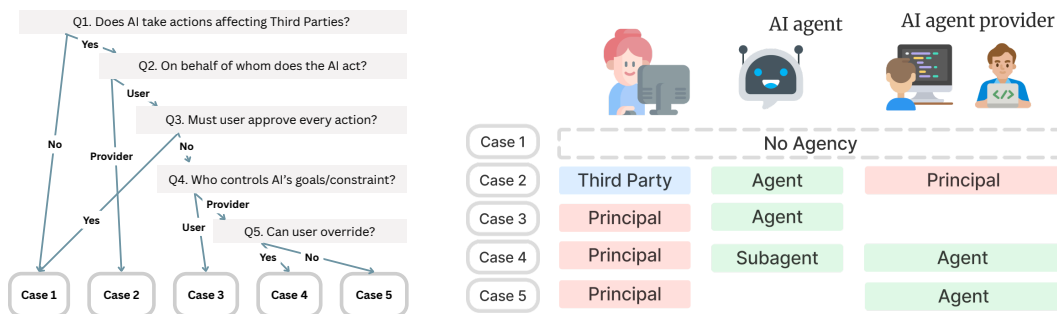 Q1. Does AI take actions affecting Third Parties?
Yes
Q2. On behalf of whom does the AI act?
User
Q3. Must user approve every action?
No
No
Provider
Q4. Who controls AI's goals/constraint?
Provider
Yes
User
Q5. Can user override?
Yes
No
Case 1
Case 2
Case 3
Case 4
Case 5
AI agent
AI agent provider
</>
Case 1
No Agency
Case 2
Third Party
Agent
Principal
Case 3
Principal
Agent
Case 4
Principal
Subagent
Agent
Case 5
Principal
Agent